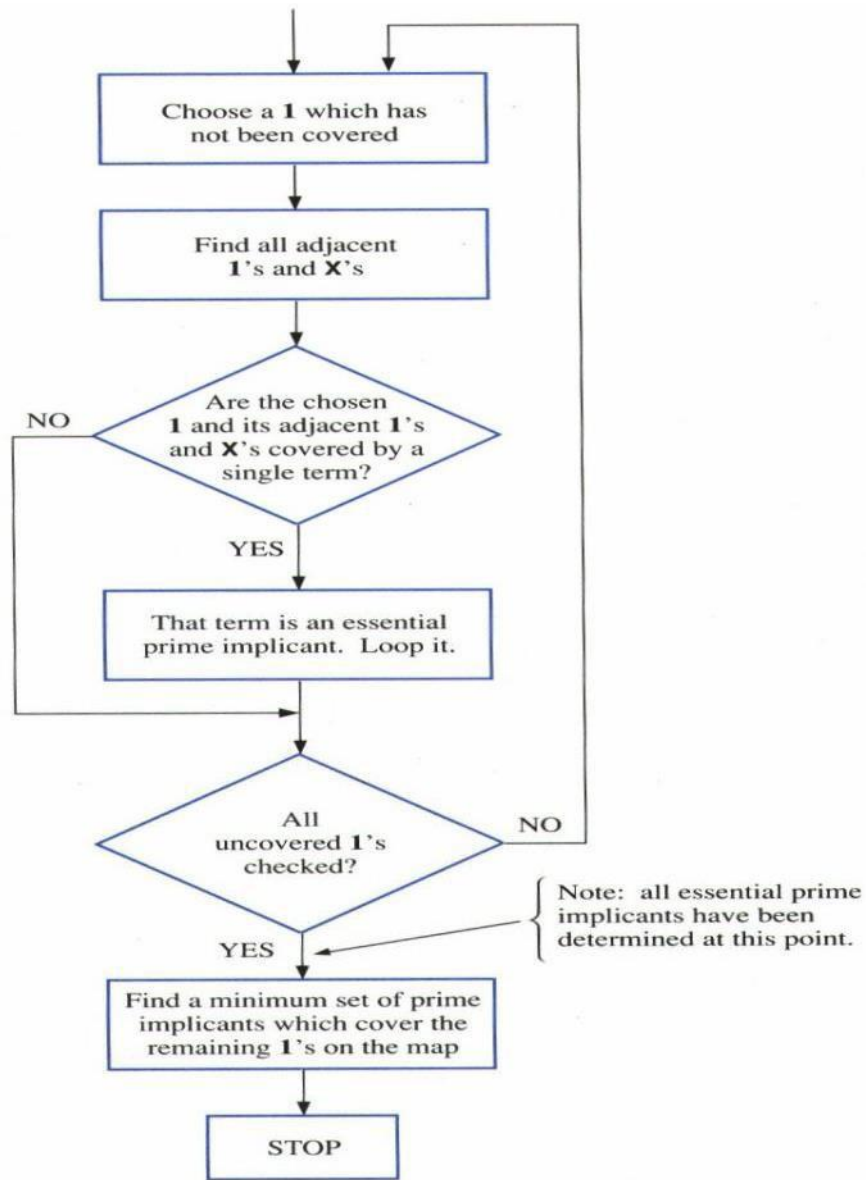 Choose a 1 which has
not been covered
Find all adjacent
1's and X's
Are the chosen
1 and its adjacent 1's
and X's covered by a
single term?
NO
YES
That term is an essential
prime implicant. Loop it.
All
uncovered 1's
checked?
NO
YES
Note: all essential prime
implicants have been
determined at this point.
Find a minimum set of prime
implicants which cover the
remaining 1's on the map
STOP